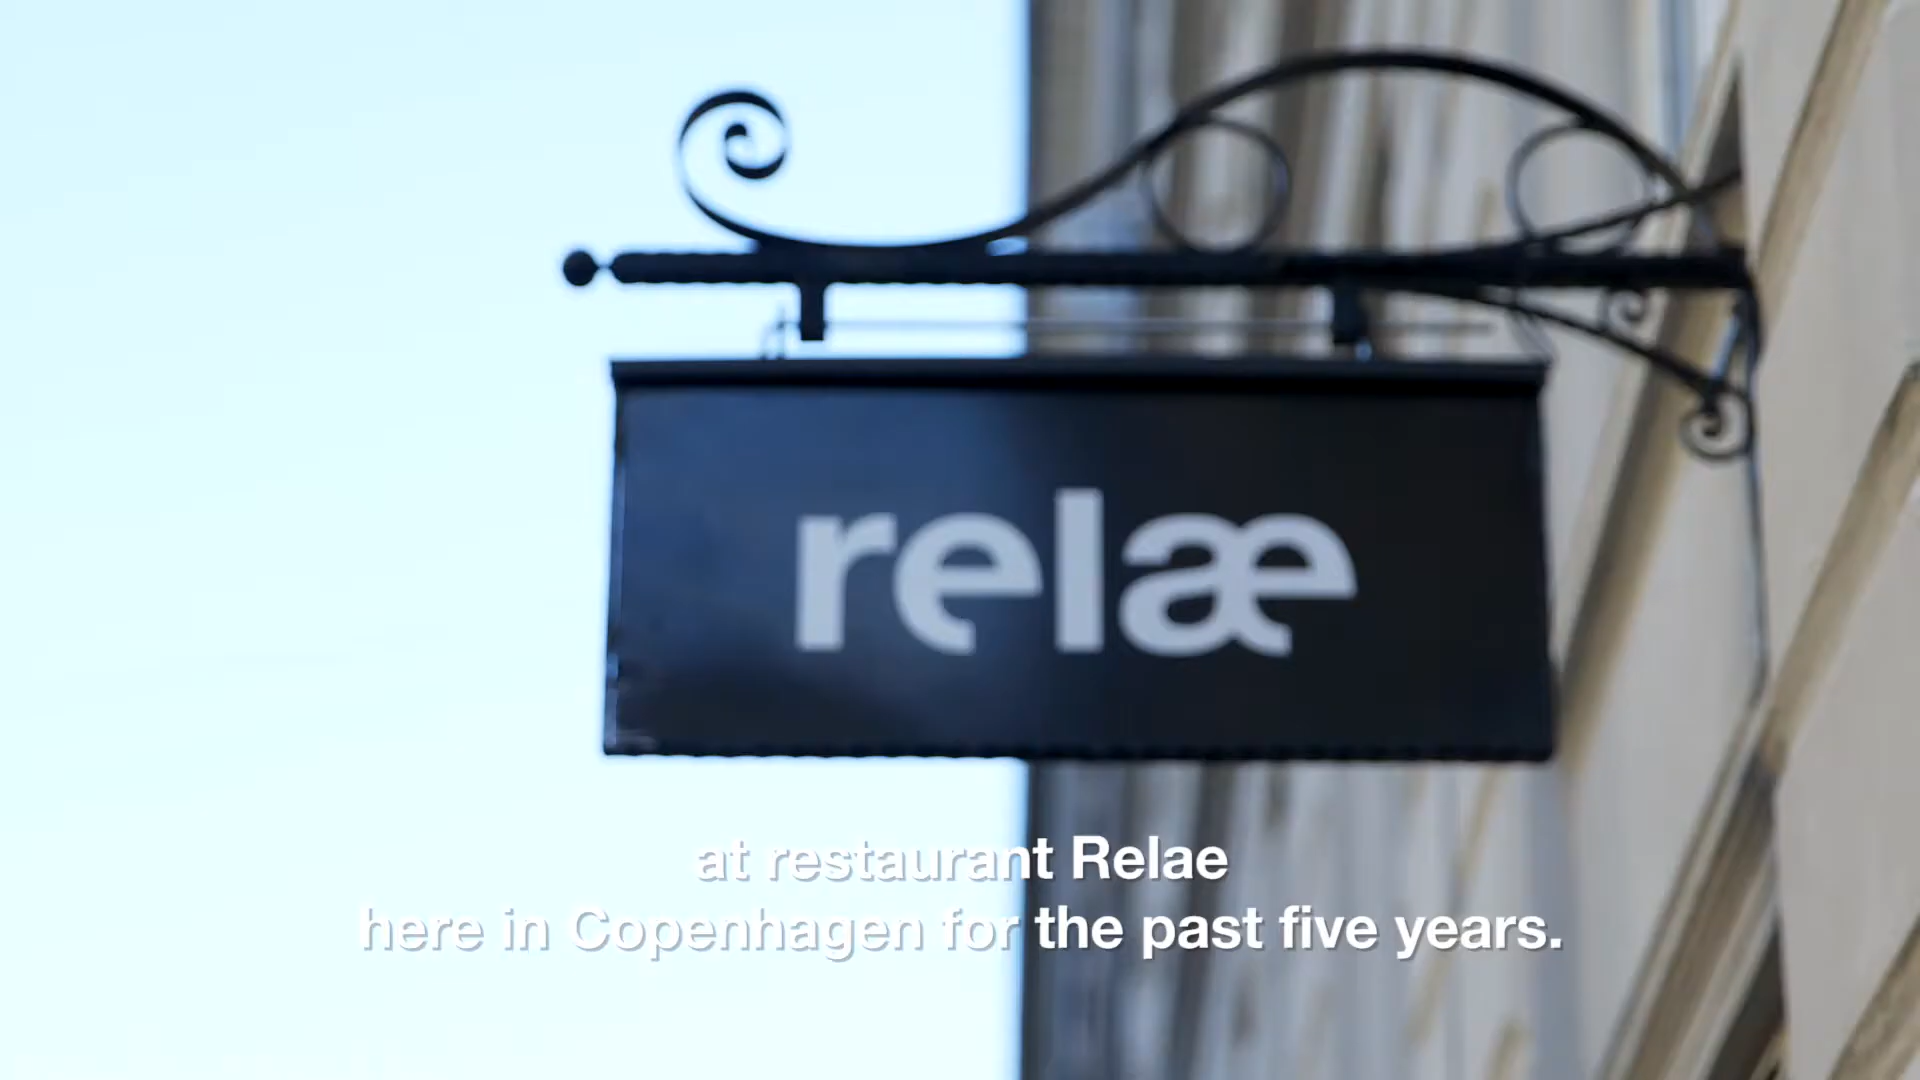 relæ
at restaurant Relae
here in Copenhagen for the past five years.